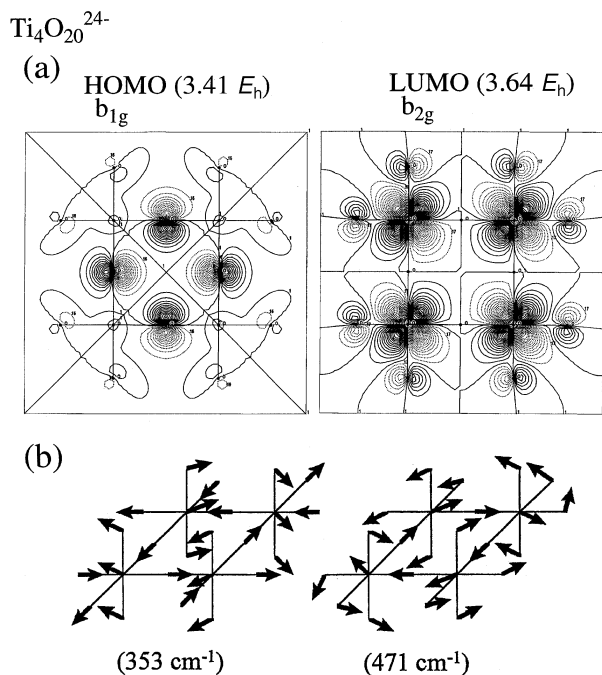 Ti4O20 24-
(a)
HOMO (3.41 Eh)
b1g
LUMO (3.64 Eh)
b2g
(b)
(353 cm-1)
(471 cm-1)